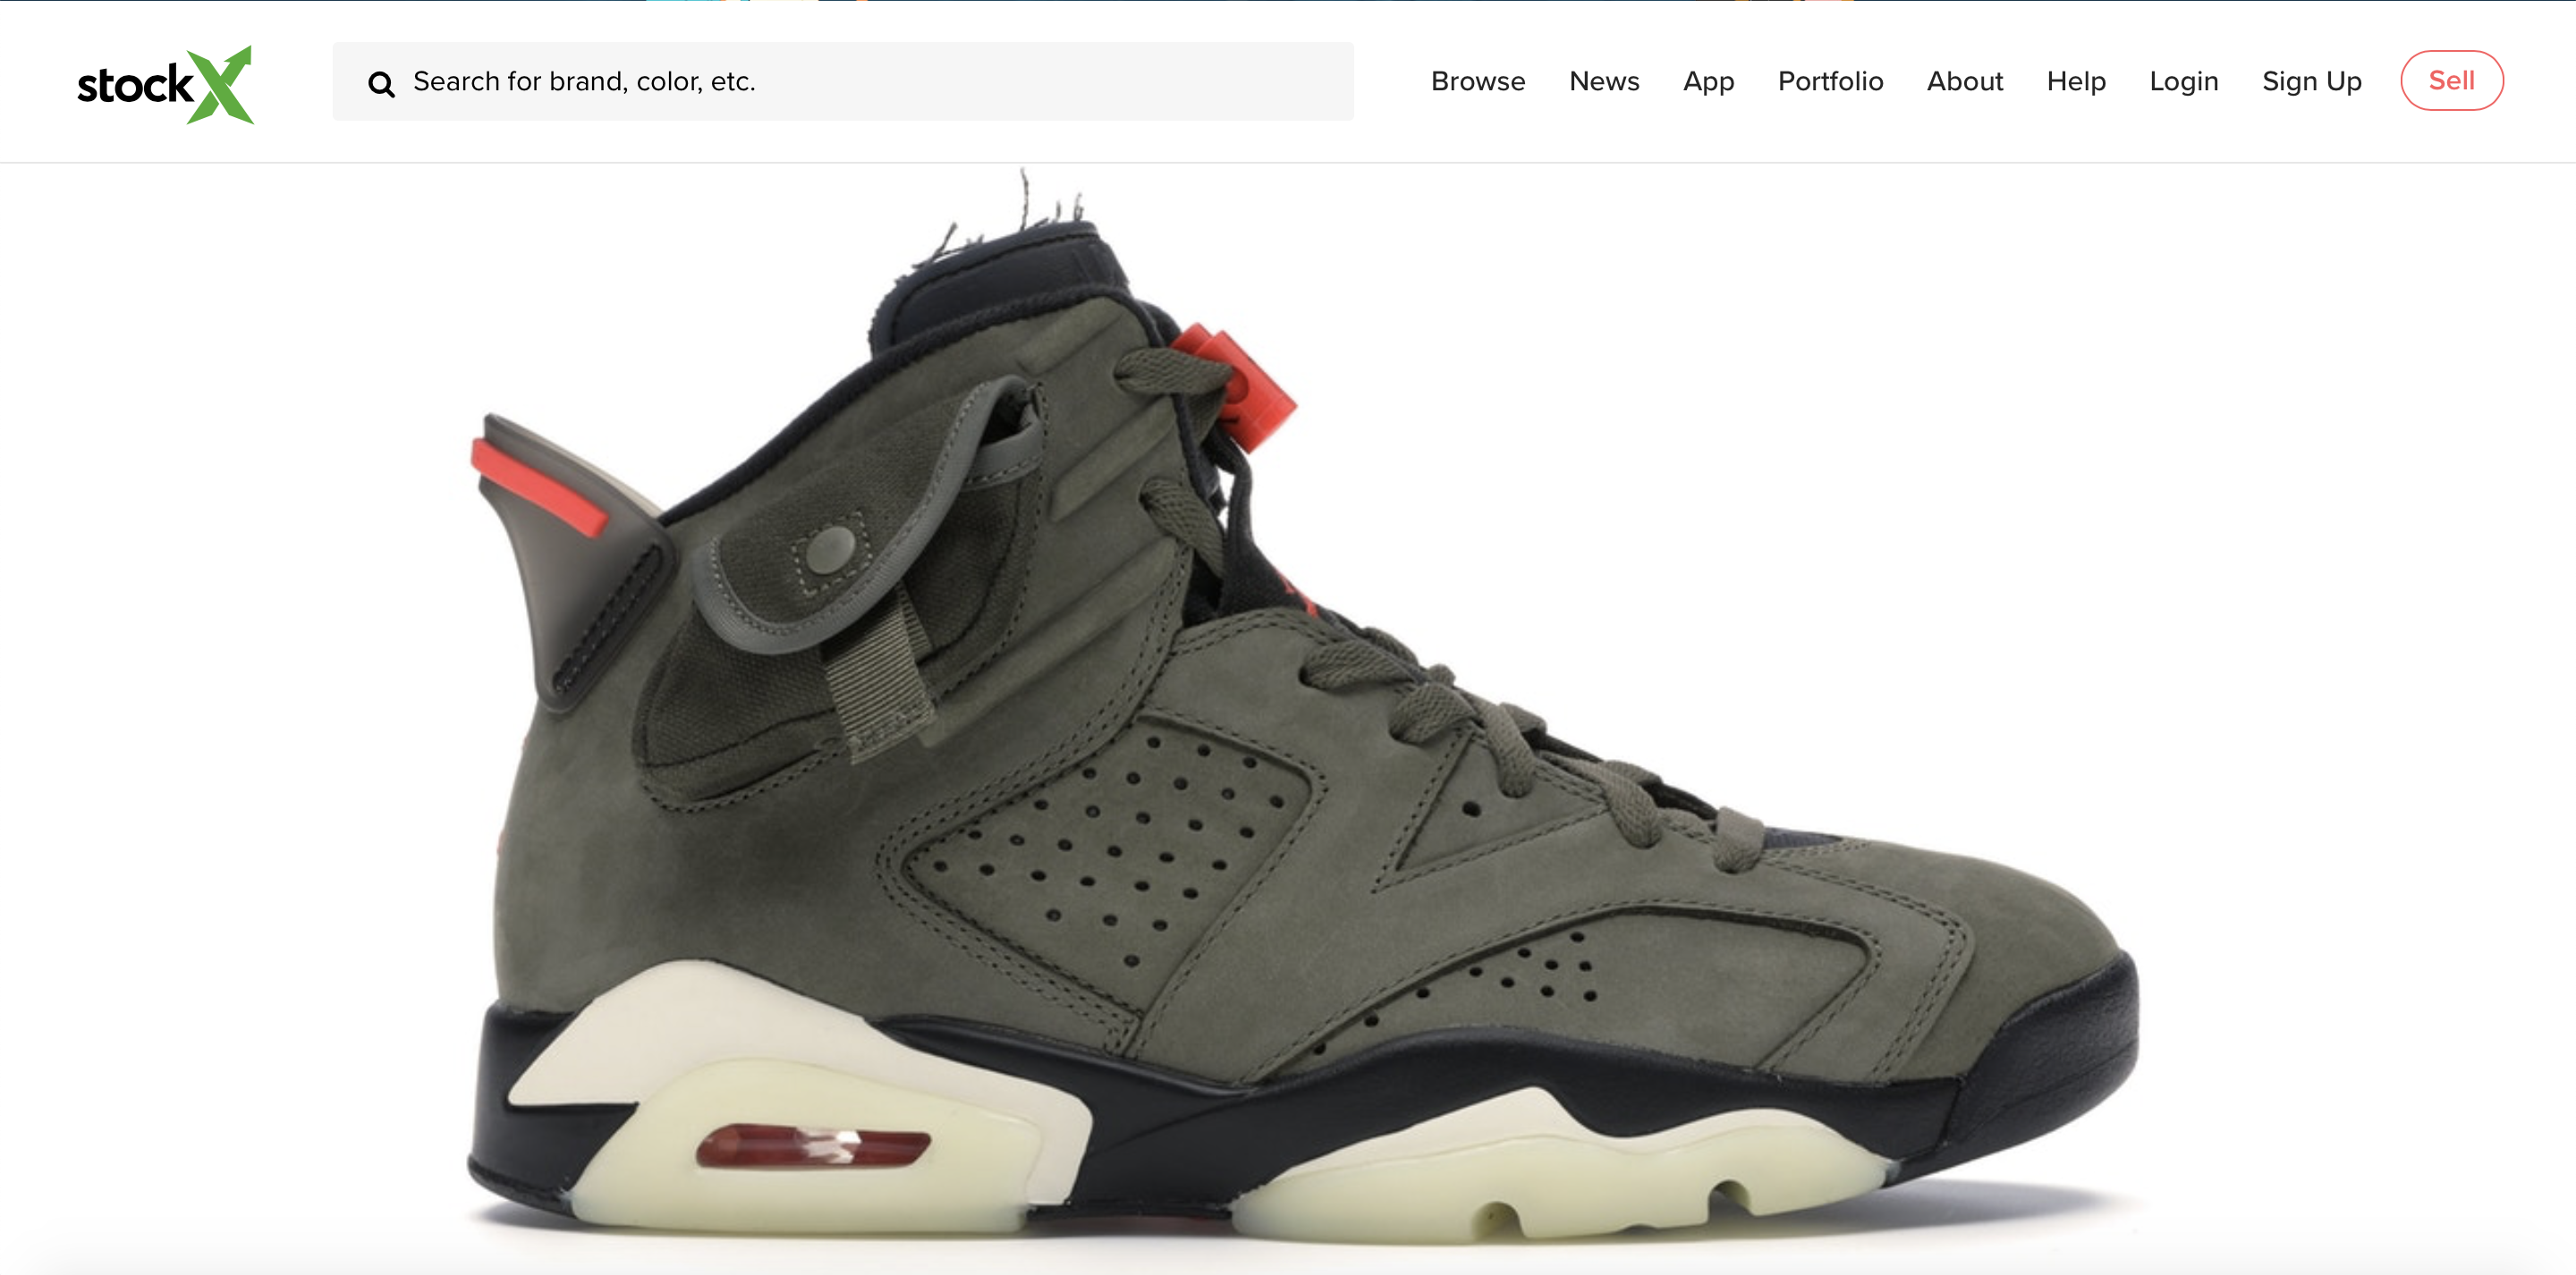 stockX
Search for brand, color, etc.
Browse
News
App
Portfolio
About
Help
Login
Sign Up
Sell